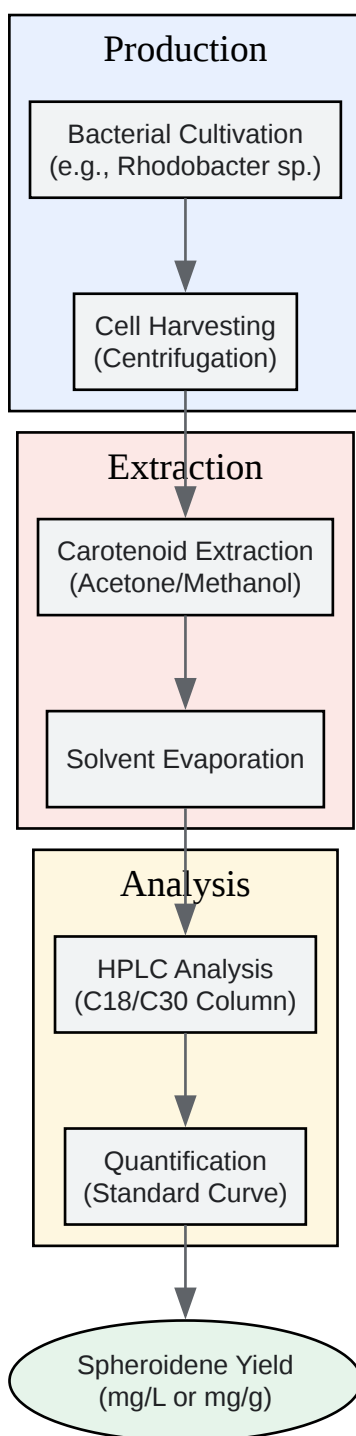 Production
Bacterial Cultivation
(e.g., Rhodobacter sp.)
Cell Harvesting
(Centrifugation)
Extraction
Carotenoid Extraction
(Acetone/Methanol)
Solvent Evaporation
Analysis
HPLC Analysis
(C18/C30 Column)
Quantification
(Standard Curve)
Spheroidene Yield
(mg/L or mg/g)